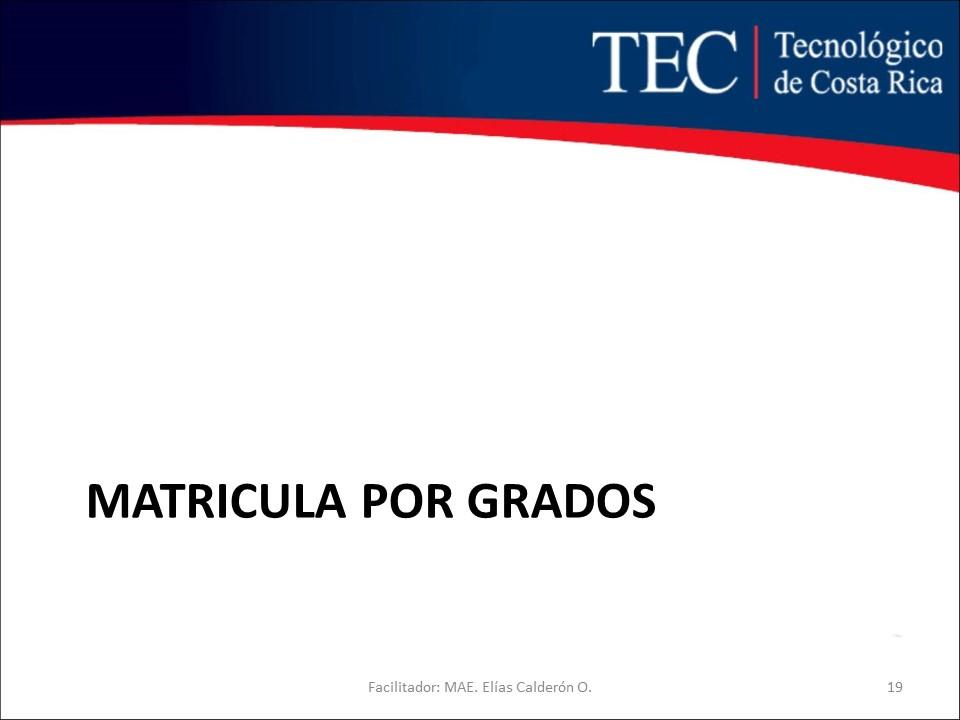 TEC
Tecnológico
de Costa Rica
MATRICULA POR GRADOS
Facilitador: MAE. Elías Calderón O.
19